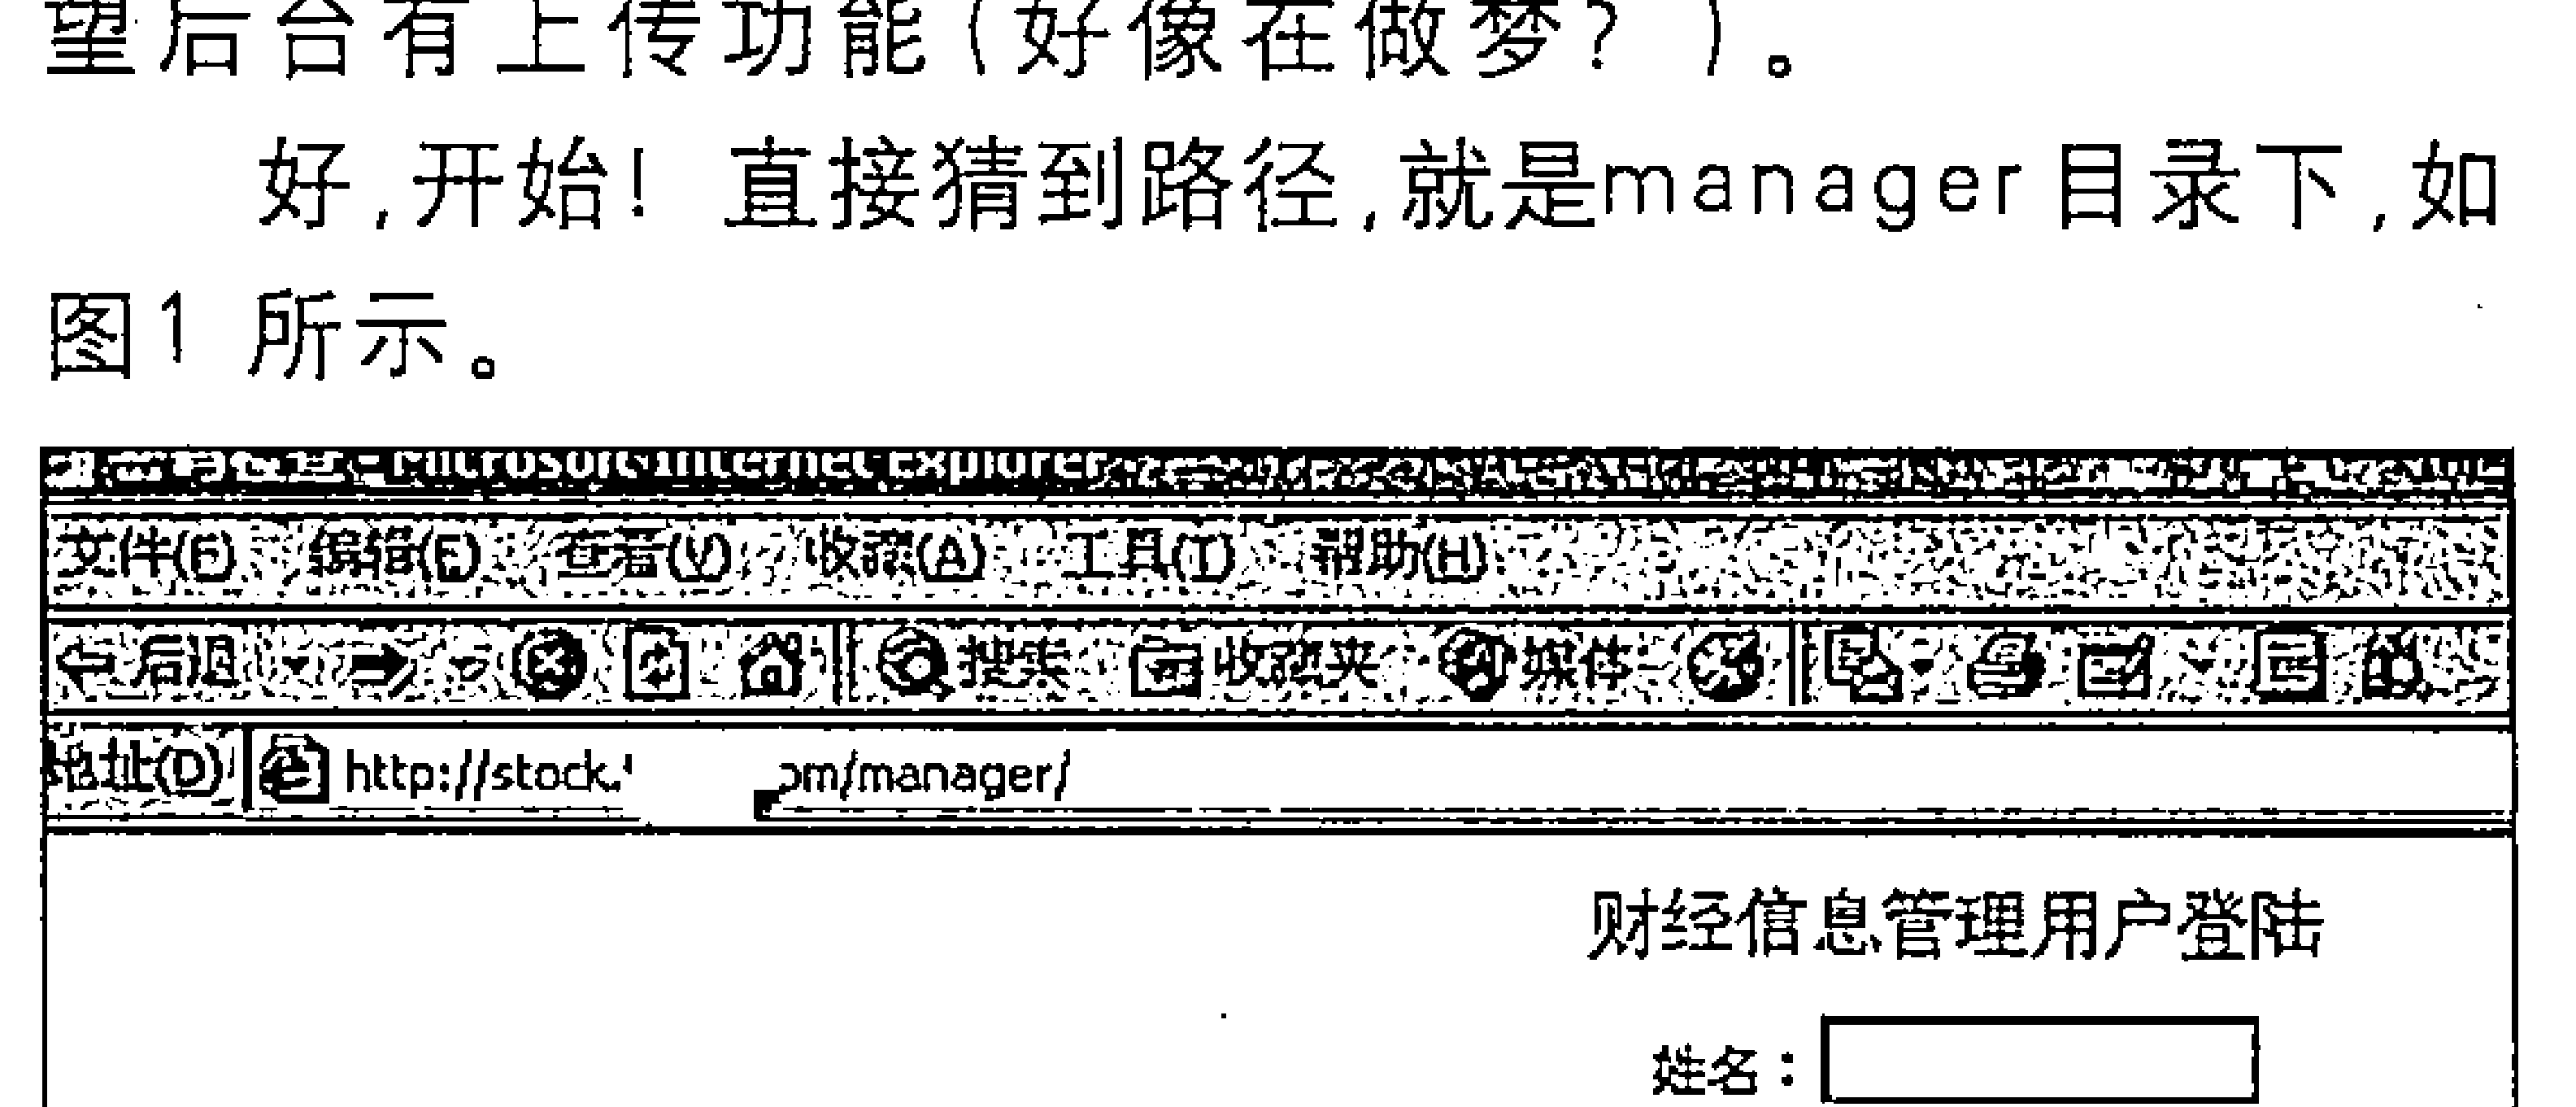 望后台有上传功能(好像在做梦? )。
好,开始! 直接猜到路径,就是manager目录下,如
图1 所示。
- Microsoft Internet Explorer
文件(F) 编辑(E) 查看(V) 收藏(A) 工具(T) 帮助(H)
后退 搜索 收藏夹 媒体
地址(D) http://stock. om/manager/
财经信息管理用户登陆
姓名: